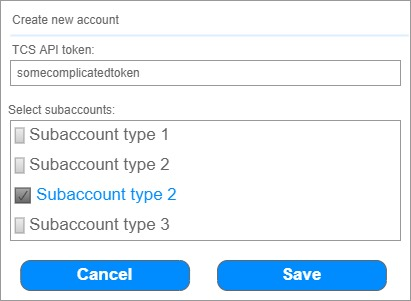 Create new account
TCS API token:
somecomplicatedtoken
Select subaccounts:
Subaccount type 1
Subaccount type 2
Subaccount type 2
Subaccount type 3
Cancel Save